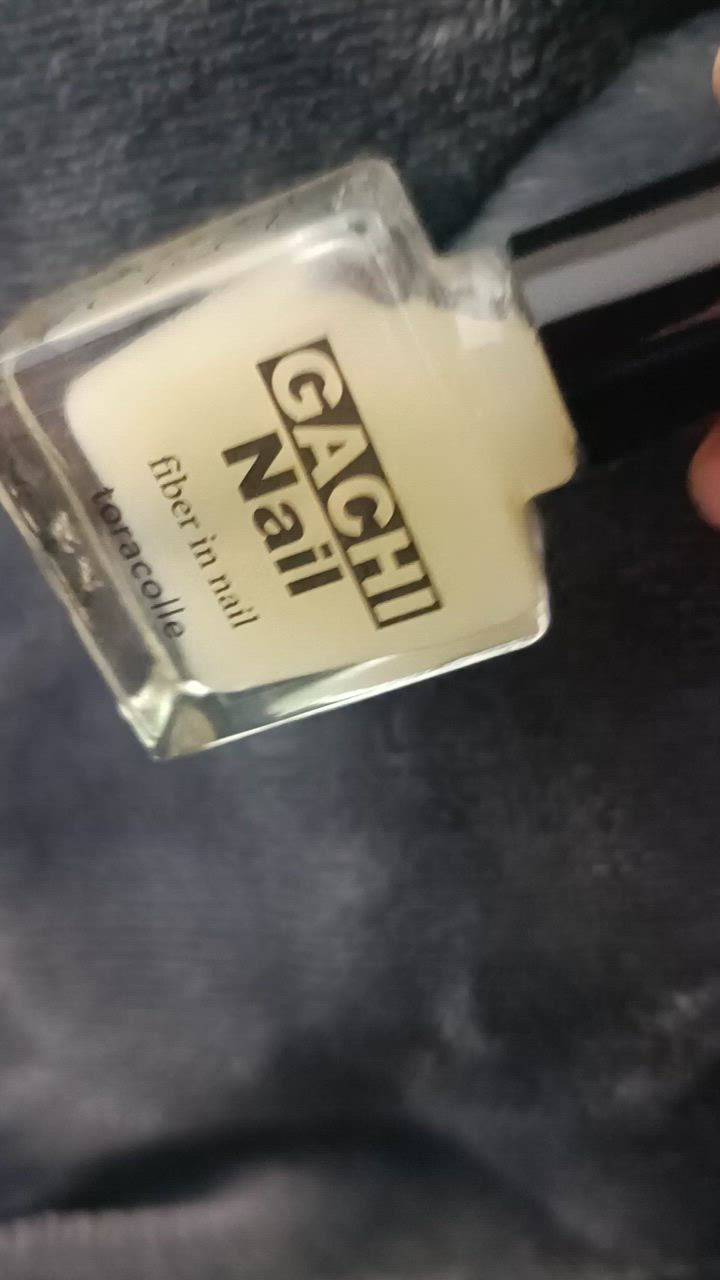 GACHI
Nail
fiber in nail
toracolle